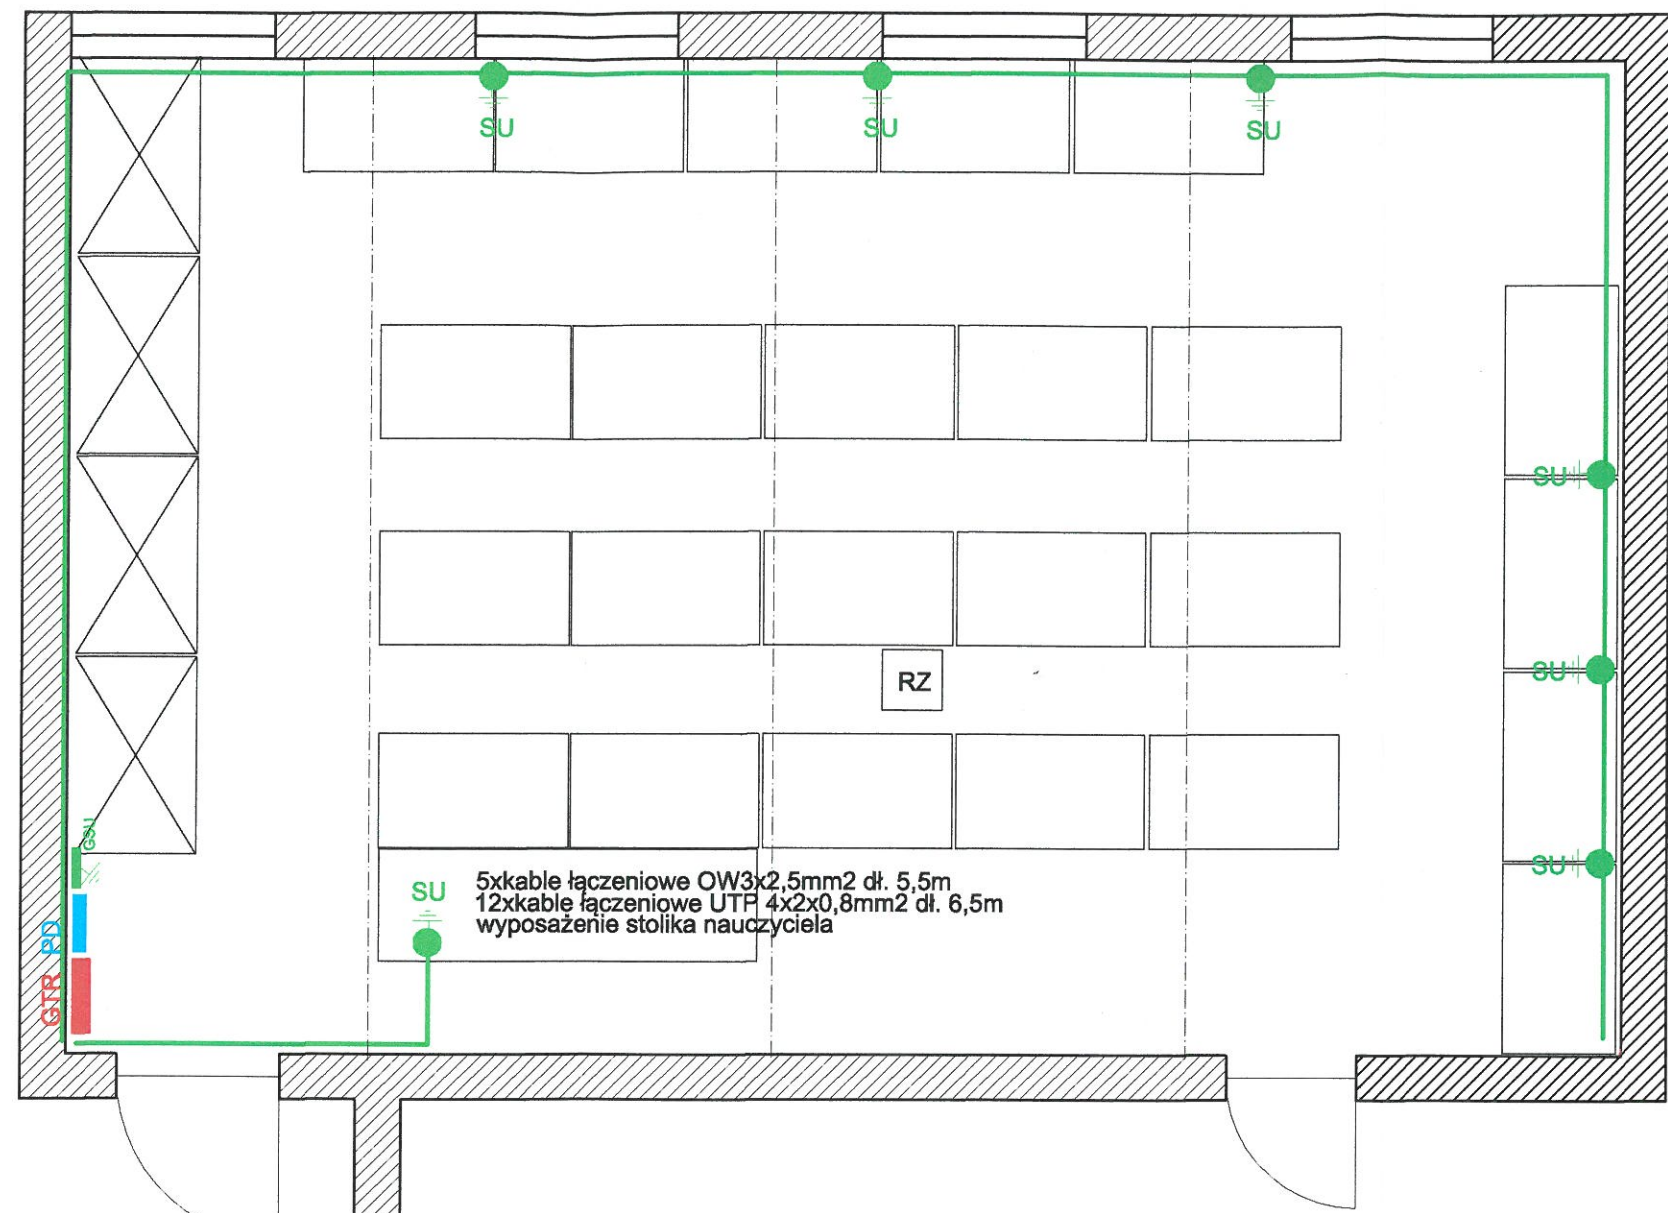 SU
SU
SU
SU
SU
RZ
SU
GSU
PD
GTR
SU
5xkable łączeniowe OW3x2,5mm2 dł. 5,5m
12xkable łączeniowe UTP 4x2x0,8mm2 dł. 6,5m
wyposażenie stolika nauczyciela